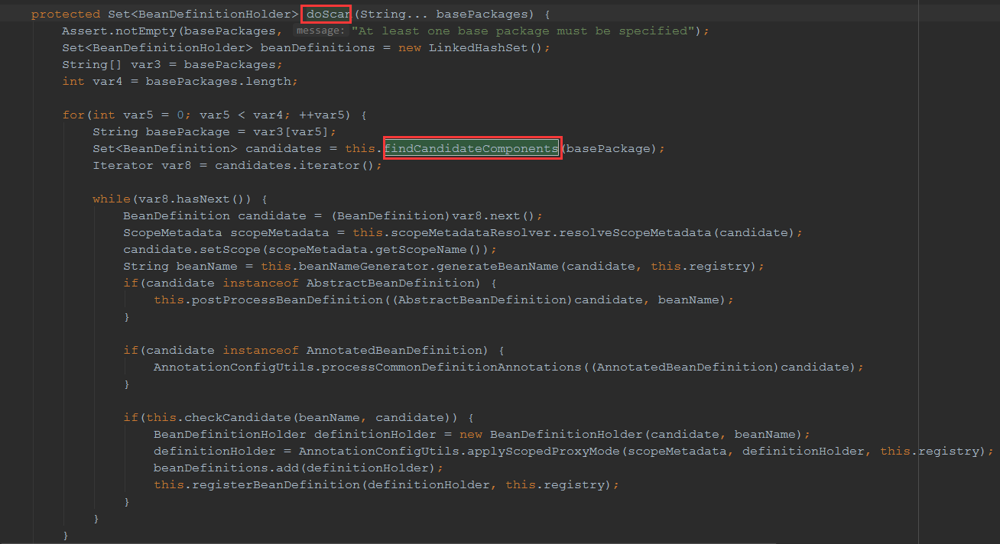 protected Set<BeanDefinitionHolder> doScan(String... basePackages) {
    Assert.notEmpty(basePackages, message: "At least one base package must be specified");
    Set<BeanDefinitionHolder> beanDefinitions = new LinkedHashSet();
    String[] var3 = basePackages;
    int var4 = basePackages.length;
    for(int var5 = 0; var5 < var4; ++var5) {
        String basePackage = var3[var5];
        Set<BeanDefinition> candidates = this.findCandidateComponents(basePackage);
        Iterator var8 = candidates.iterator();
        while(var8.hasNext()) {
            BeanDefinition candidate = (BeanDefinition)var8.next();
            ScopeMetadata scopeMetadata = this.scopeMetadataResolver.resolveScopeMetadata(candidate);
            candidate.setScope(scopeMetadata.getScopeName());
            String beanName = this.beanNameGenerator.generateBeanName(candidate, this.registry);
            if(candidate instanceof AbstractBeanDefinition) {
                this.postProcessBeanDefinition((AbstractBeanDefinition)candidate, beanName);
            }
            if(candidate instanceof AnnotatedBeanDefinition) {
                AnnotationConfigUtils.processCommonDefinitionAnnotations((AnnotatedBeanDefinition)candidate);
            }
            if(this.checkCandidate(beanName, candidate)) {
                BeanDefinitionHolder definitionHolder = new BeanDefinitionHolder(candidate, beanName);
                definitionHolder = AnnotationConfigUtils.applyScopedProxyMode(scopeMetadata, definitionHolder, this.registry);
                beanDefinitions.add(definitionHolder);
                this.registerBeanDefinition(definitionHolder, this.registry);
            }
        }
    }